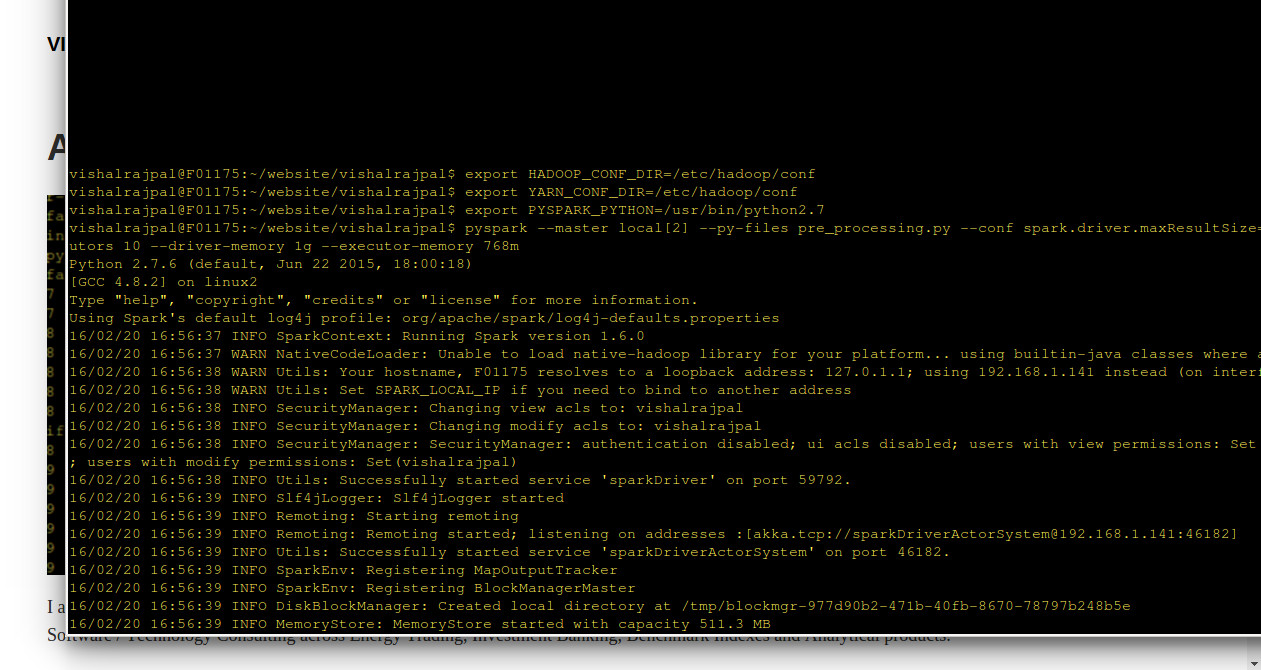 VI
A
vishalrajpal@F01175:~/website/vishalrajpal$ export HADOOP_CONF_DIR=/etc/hadoop/conf
vishalrajpal@F01175:~/website/vishalrajpal$ export YARN_CONF_DIR=/etc/hadoop/conf
vishalrajpal@F01175:~/website/vishalrajpal$ export PYSPARK_PYTHON=/usr/bin/python2.7
vishalrajpal@F01175:~/website/vishalrajpal$ pyspark --master local[2] --py-files pre_processing.py --conf spark.driver.maxResultSize=
utors 10 --driver-memory 1g --executor-memory 768m
Python 2.7.6 (default, Jun 22 2015, 18:00:18)
[GCC 4.8.2] on linux2
Type "help", "copyright", "credits" or "license" for more information.
Using Spark's default log4j profile: org/apache/spark/log4j-defaults.properties
16/02/20 16:56:37 INFO SparkContext: Running Spark version 1.6.0
16/02/20 16:56:37 WARN NativeCodeLoader: Unable to load native-hadoop library for your platform... using builtin-java classes where a
16/02/20 16:56:38 WARN Utils: Your hostname, F01175 resolves to a loopback address: 127.0.1.1; using 192.168.1.141 instead (on interf
16/02/20 16:56:38 WARN Utils: Set SPARK_LOCAL_IP if you need to bind to another address
16/02/20 16:56:38 INFO SecurityManager: Changing view acls to: vishalrajpal
16/02/20 16:56:38 INFO SecurityManager: Changing modify acls to: vishalrajpal
16/02/20 16:56:38 INFO SecurityManager: SecurityManager: authentication disabled; ui acls disabled; users with view permissions: Set
; users with modify permissions: Set(vishalrajpal)
16/02/20 16:56:38 INFO Utils: Successfully started service 'sparkDriver' on port 59792.
16/02/20 16:56:39 INFO Slf4jLogger: Slf4jLogger started
16/02/20 16:56:39 INFO Remoting: Starting remoting
16/02/20 16:56:39 INFO Remoting: Remoting started; listening on addresses :[akka.tcp://sparkDriverActorSystem@192.168.1.141:46182]
16/02/20 16:56:39 INFO Utils: Successfully started service 'sparkDriverActorSystem' on port 46182.
16/02/20 16:56:39 INFO SparkEnv: Registering MapOutputTracker
16/02/20 16:56:39 INFO SparkEnv: Registering BlockManagerMaster
16/02/20 16:56:39 INFO DiskBlockManager: Created local directory at /tmp/blockmgr-977d90b2-471b-40fb-8670-78797b248b5e
16/02/20 16:56:39 INFO MemoryStore: MemoryStore started with capacity 511.3 MB
I a
Software / Technology Consulting across Energy Trading, Investment Banking, Benchmark Indexes and Analytical products.